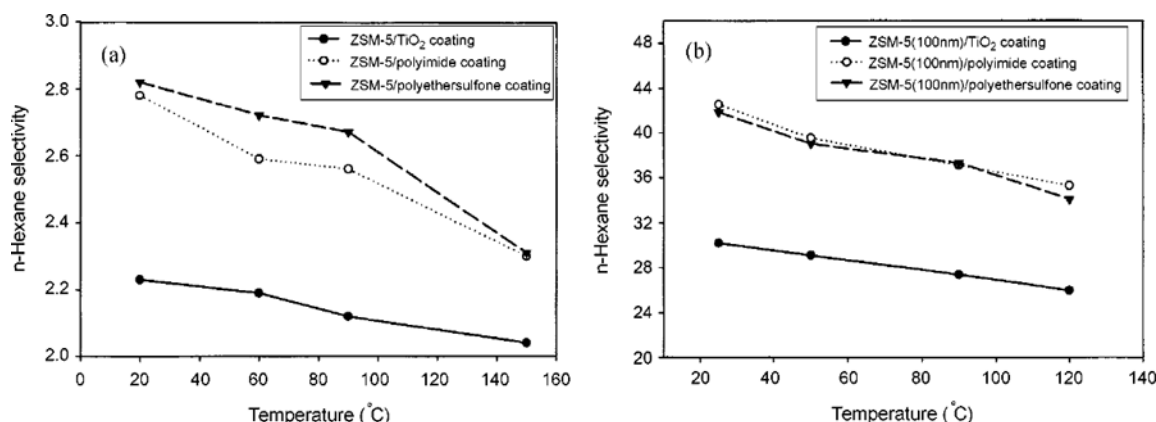 (a)
ZSM-5/TiO₂ coating
ZSM-5/polyimide coating
ZSM-5/polyethersulfone coating
n-Hexane selectivity
3.0
2.8
2.6
2.4
2.2
2.0
0 20 40 60 80 100 120 140 160
Temperature (°C)
(b)
ZSM-5(100nm)/TiO₂ coating
ZSM-5(100nm)/polyimide coating
ZSM-5(100nm)/polyethersulfone coating
n-Hexane selectivity
48
44
40
36
32
28
24
20
20 40 60 80 100 120 140
Temperature (°C)